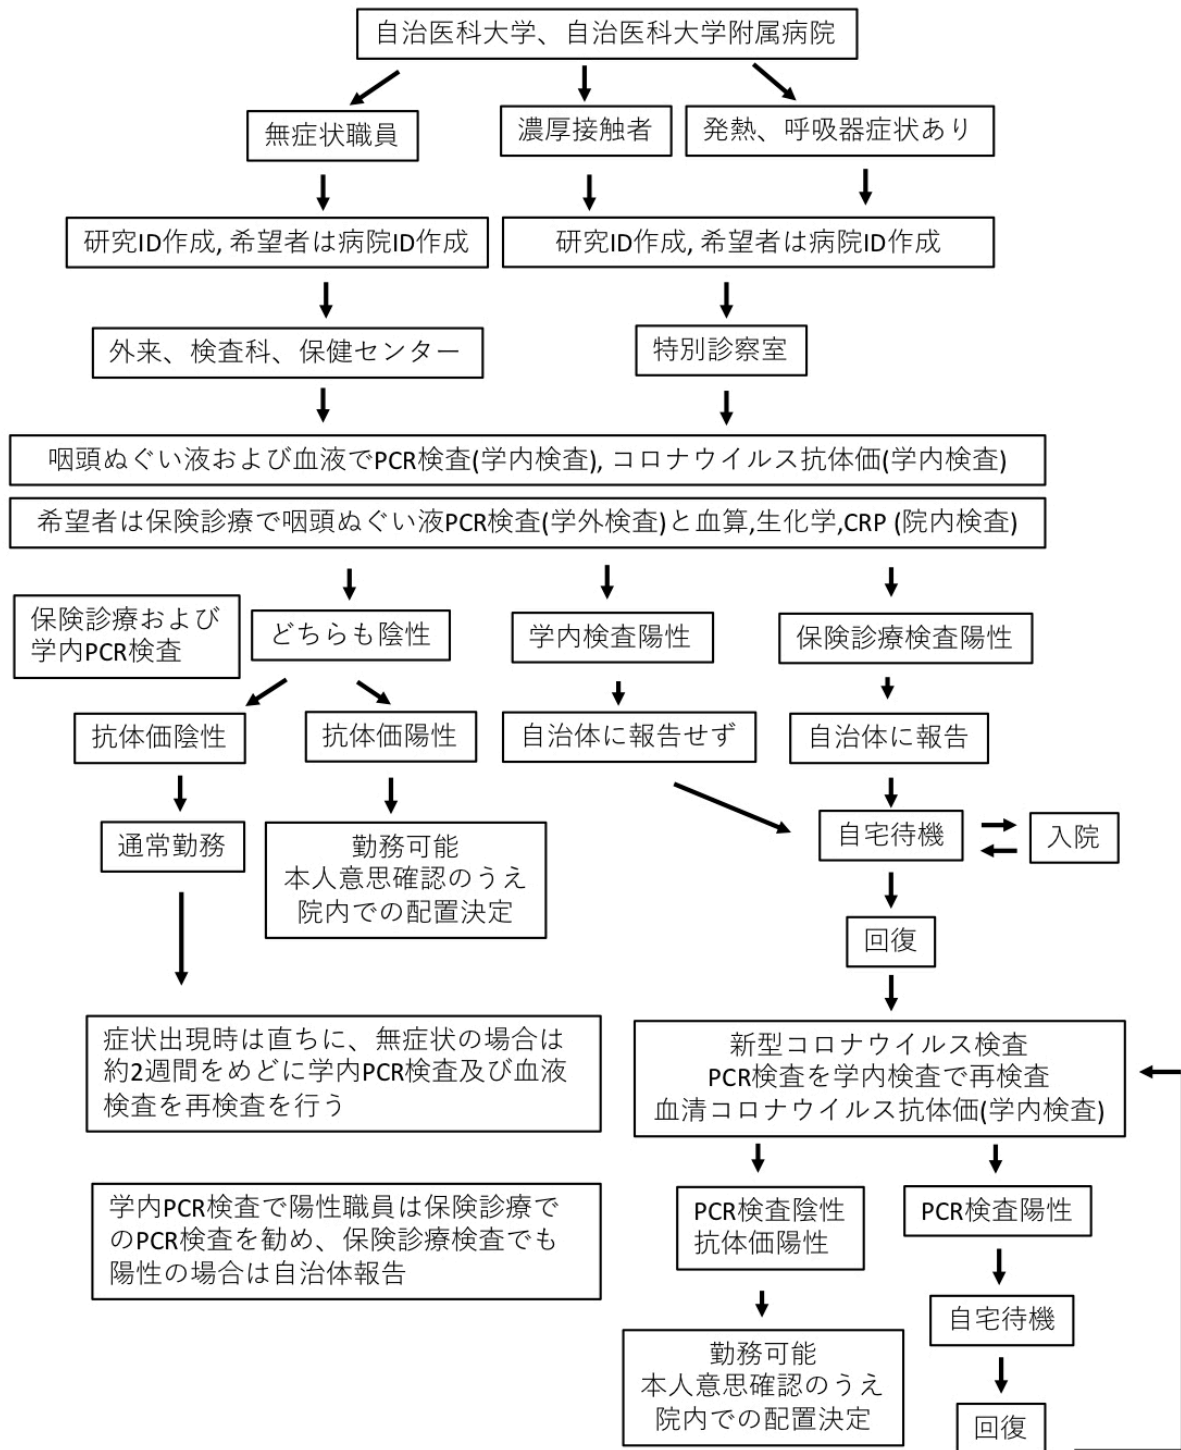 自治医科大学、自治医科大学附属病院
無症状職員
濃厚接触者
発熱、呼吸器症状あり
研究ID作成, 希望者は病院ID作成
研究ID作成, 希望者は病院ID作成
外来、検査科、保健センター
特別診察室
咽頭ぬぐい液および血液でPCR検査(学内検査), コロナウイルス抗体価(学内検査)
希望者は保険診療で咽頭ぬぐい液PCR検査(学外検査)と血算,生化学,CRP (院内検査)
保険診療および
学内PCR検査
どちらも陰性
学内検査陽性
保険診療検査陽性
抗体価陰性
抗体価陽性
自治体に報告せず
自治体に報告
通常勤務
勤務可能
本人意思確認のうえ
院内での配置決定
自宅待機
入院
回復
症状出現時は直ちに、無症状の場合は
約2週間をめどに学内PCR検査及び血液
検査を再検査を行う
新型コロナウイルス検査
PCR検査を学内検査で再検査
血清コロナウイルス抗体価(学内検査)
学内PCR検査で陽性職員は保険診療で
のPCR検査を勧め、保険診療検査でも
陽性の場合は自治体報告
PCR検査陰性
抗体価陽性
PCR検査陽性
自宅待機
勤務可能
本人意思確認のうえ
院内での配置決定
回復